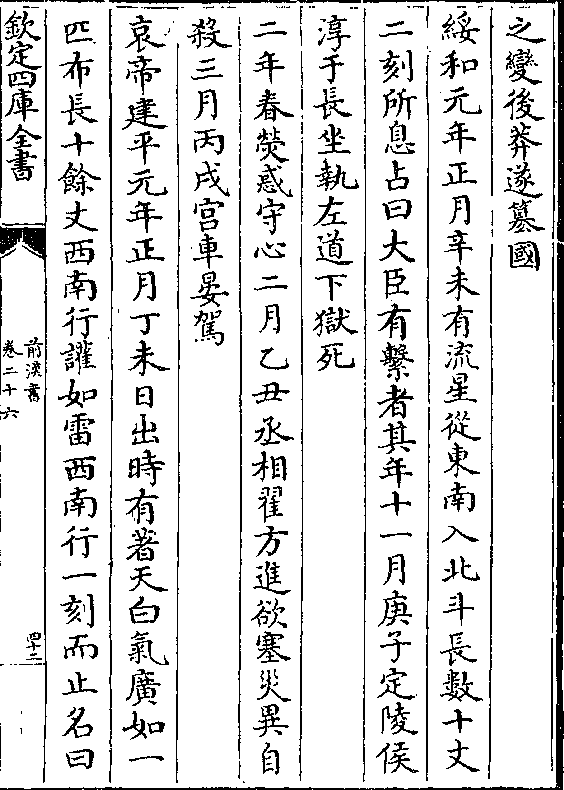 之變後莽遂篡國
綏和元年正月辛未有流星從東南入北斗長數十丈
二刻所息占曰大臣有繫者其年十一月庚子定陵侯
淳于長坐執左道下獄死
二年春熒惑守心二月乙丑丞相翟方進欲塞災異自
殺三月丙戌宫車晏駕
哀帝建平元年正月丁未日出時有著天白氣廣如一
匹布長十餘丈西南行讙如雷西南行一刻而止名曰
欽定四庫全書
前漢書
卷二十六
四十二